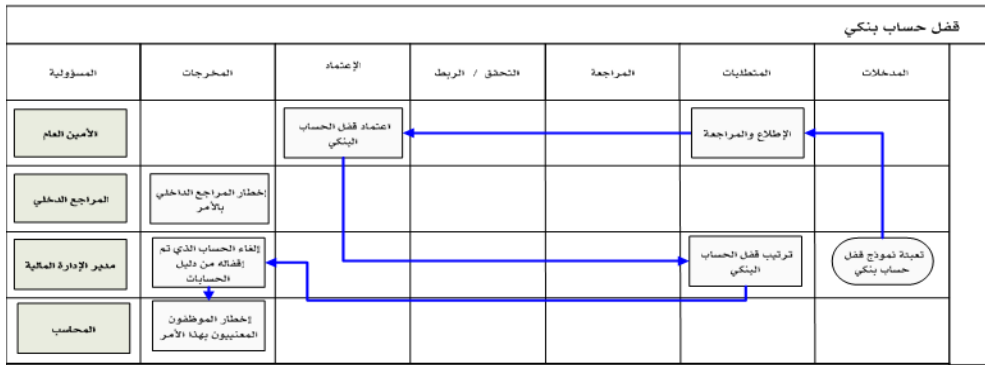 قفل حساب بنكي
المدخلات
المتطلبات
المراجعة
التحقق / الربط
الإعتماد
المخرجات
المسؤولية
الإطلاع والمراجعة
اعتماد قفل الحساب
البنكي
الأمين العام
إخطار المراجع الداخلي
بالأمر
المراجع الدخلي
تعبئة نموذج قفل
حساب بنكي
ترتيب قفل الحساب
البنكي
إلغاء الحساب الذي تم
إقفاله من دليل
الحسابات
مدير الإدارة المالية
إخطار الموظفون
المعنييون بهذا الأمر
المحاسب